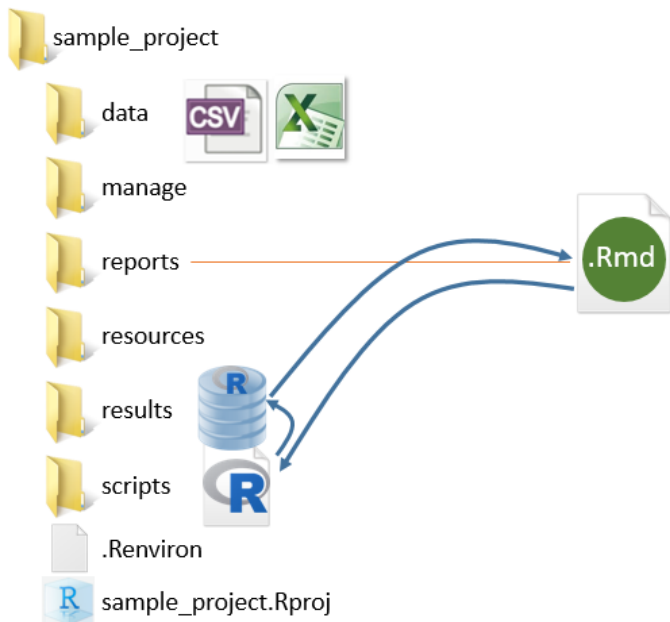 sample_project
data
CSV
X
manage
reports
.Rmd
resources
R
results
R
scripts
.Renviron
R
sample_project.Rproj